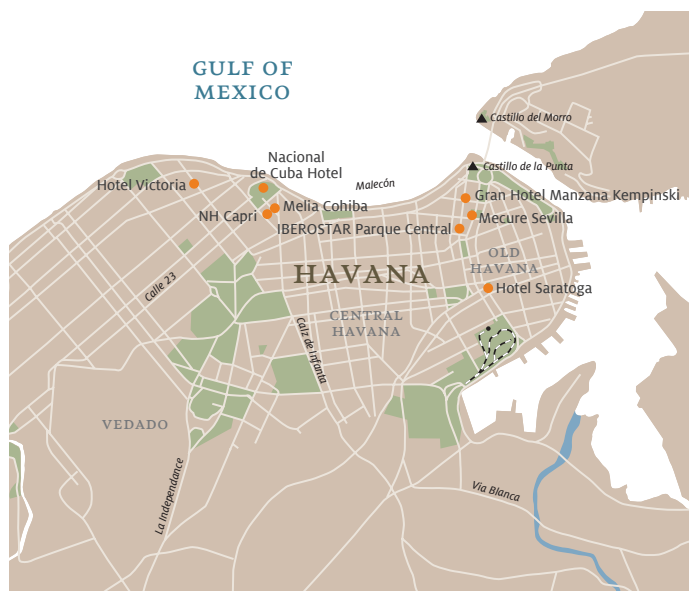 GULF OF
MEXICO
Castillo del Morro
Castillo de la Punta
Nacional
de Cuba Hotel
Malecón
Hotel Victoria
Gran Hotel Manzana Kempinski
Melia Cohiba
NH Capri
Mecure Sevilla
IBEROSTAR Parque Central
OLD
HAVANA
HAVANA
Calle 23
Hotel Saratoga
CENTRAL
HAVANA
Calz de Infanta
VEDADO
La Independance
Via Blanca